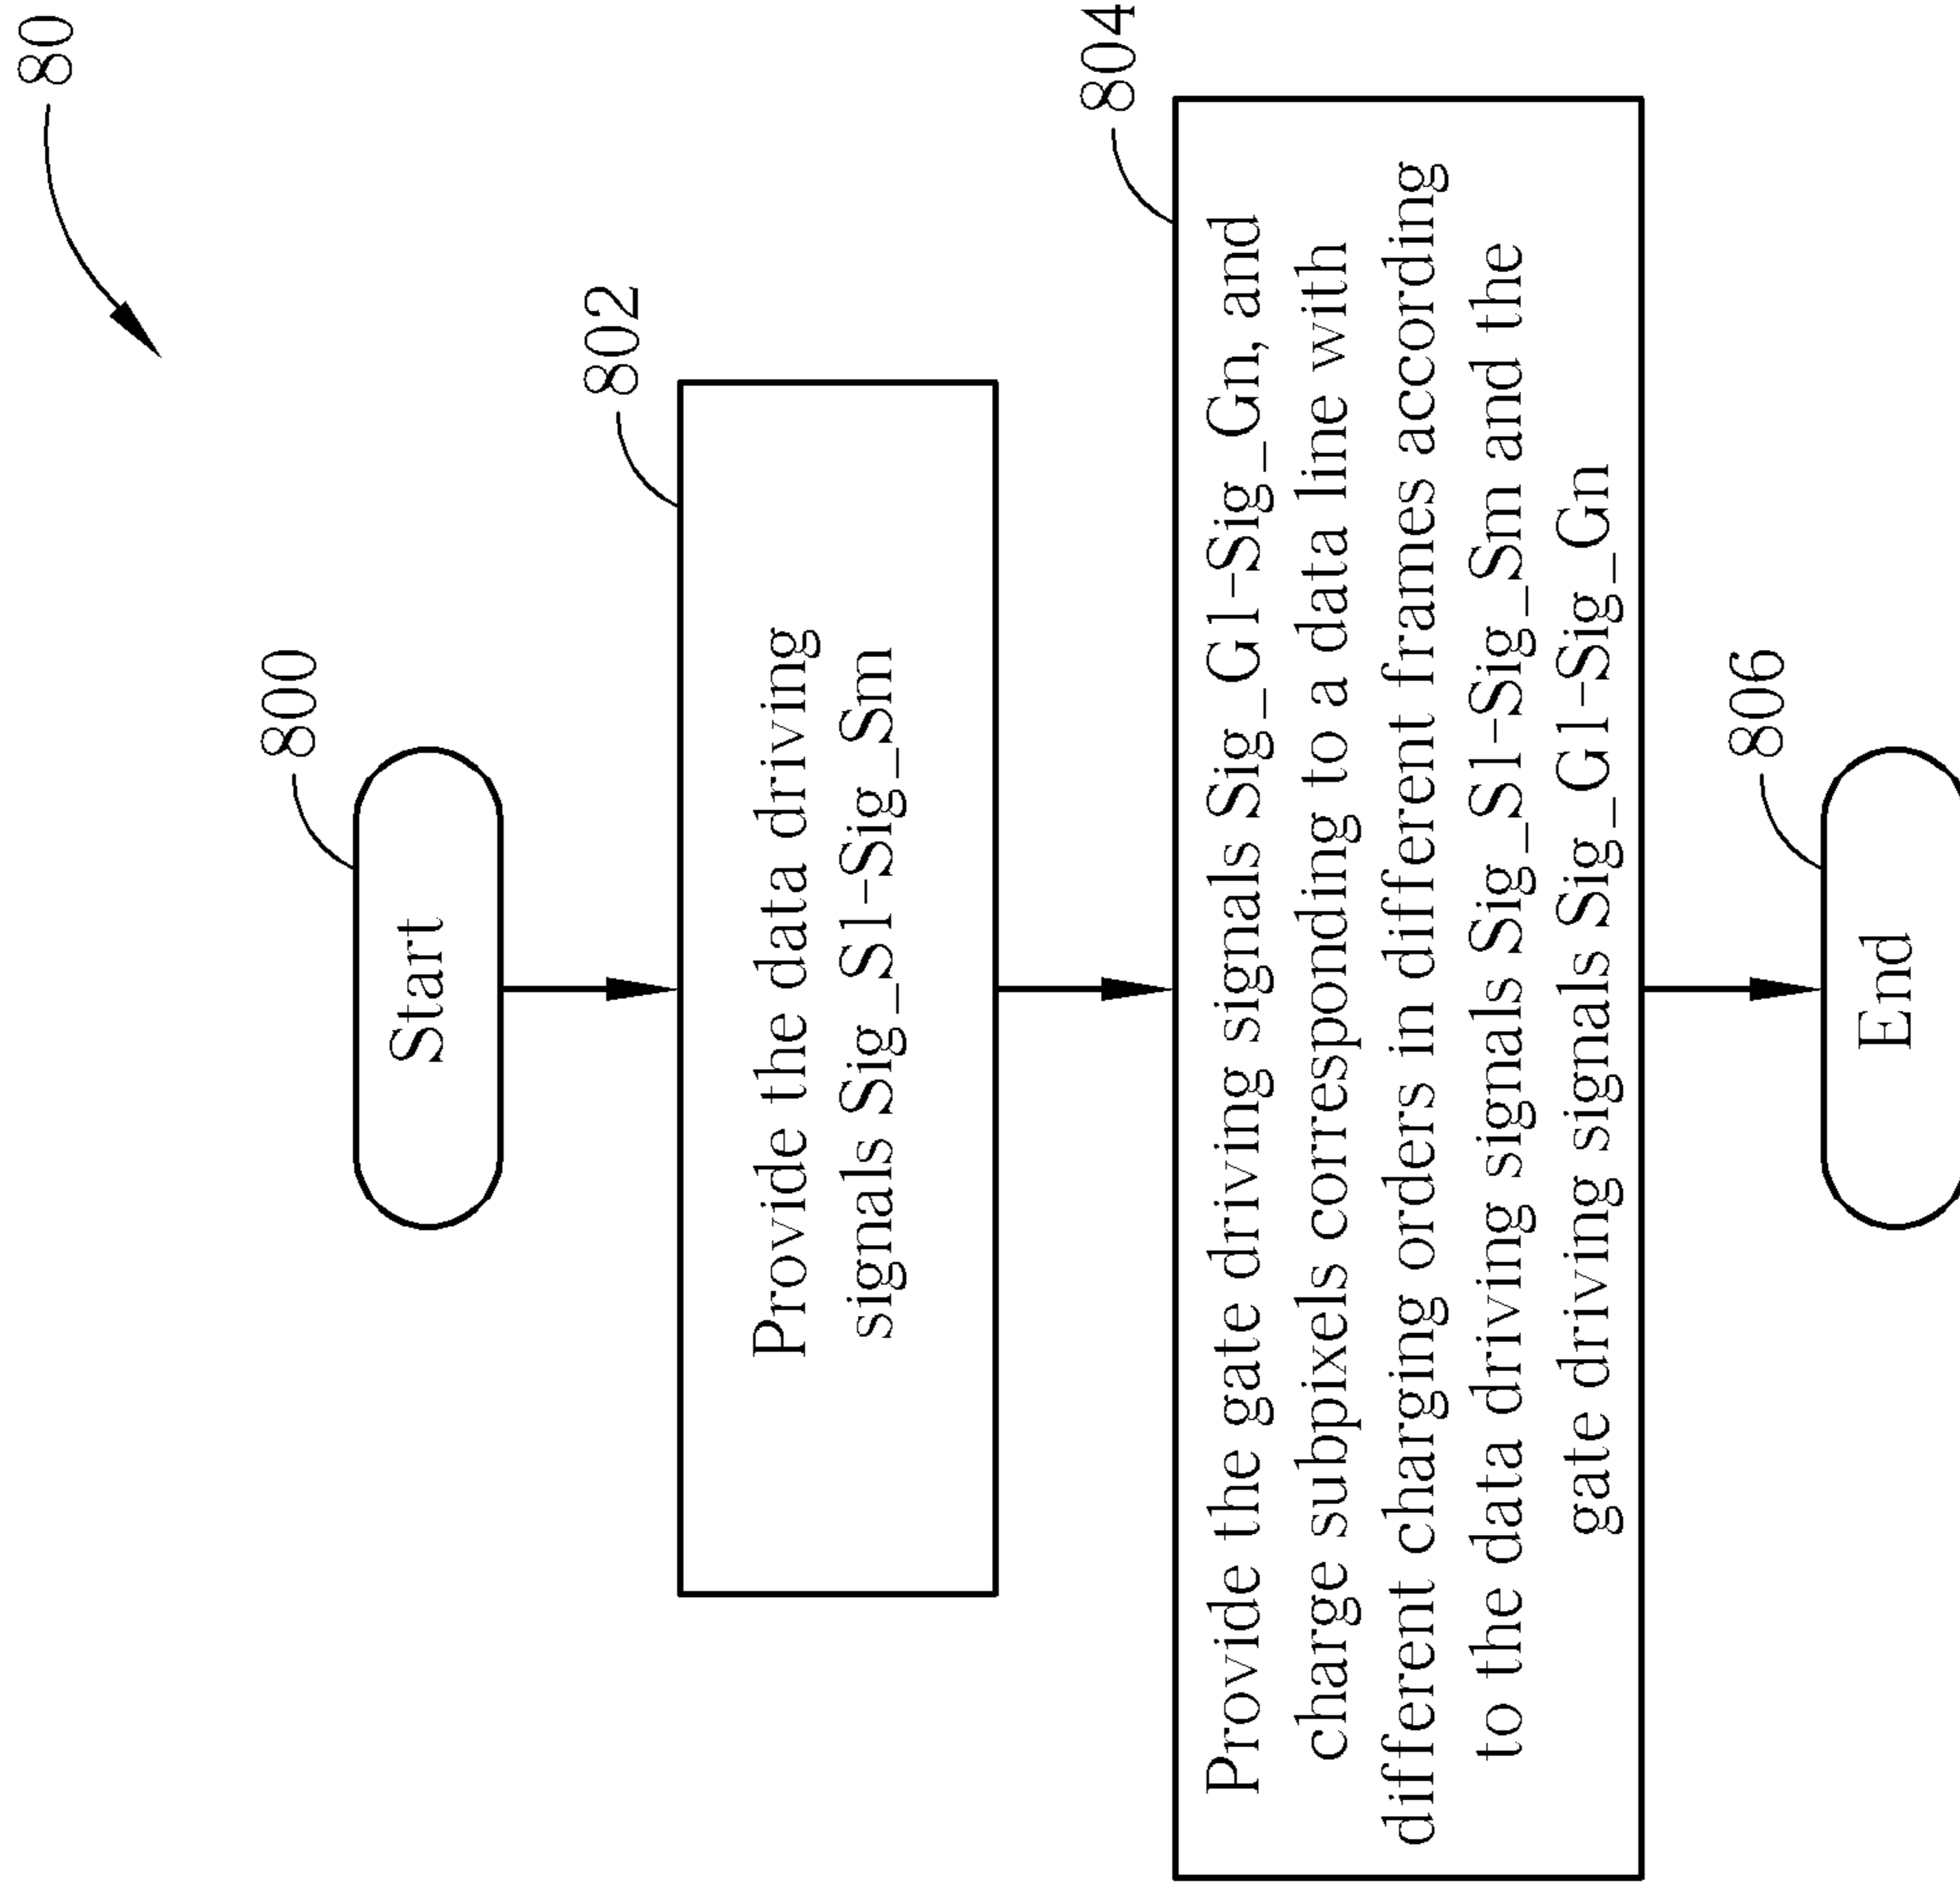 80
800
Start
802
Provide the data driving
signals Sig_S1-Sig_Sm
804
Provide the gate driving signals Sig_G1-Sig_Gn, and
charge subpixels corresponding to a data line with
different charging orders in different frames according
to the data driving signals Sig_S1-Sig_Sm and the
gate driving signals Sig_G1-Sig_Gn
806
End